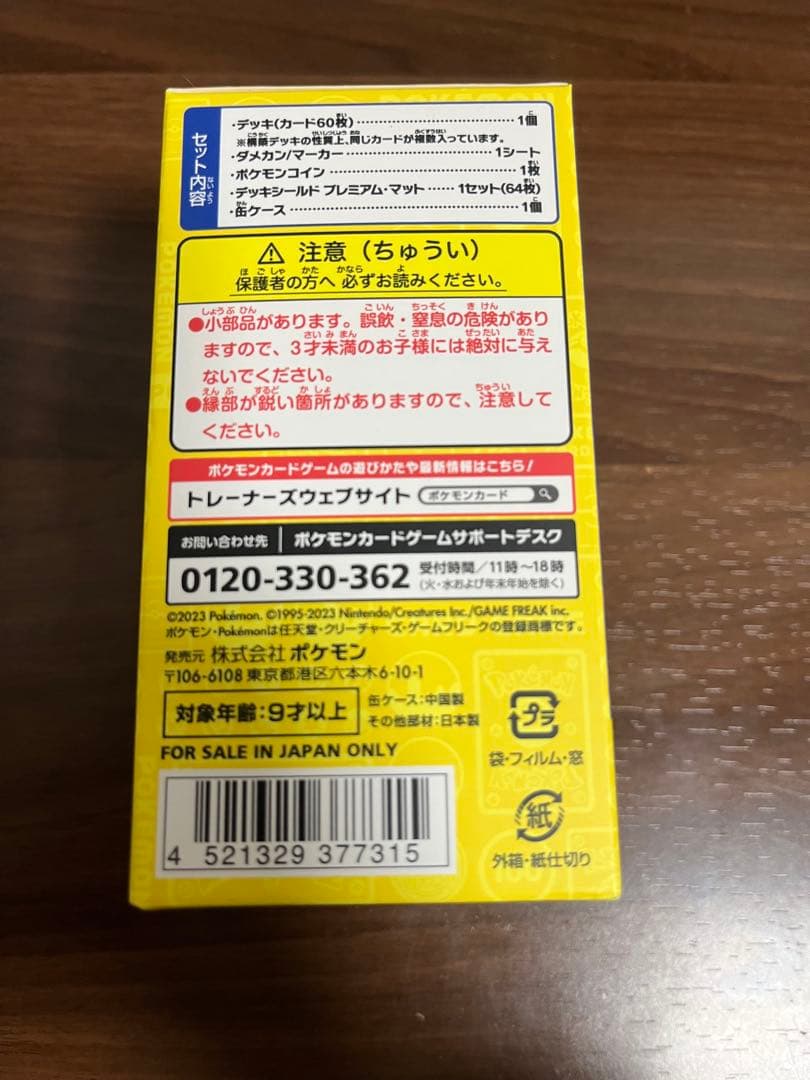 セット内容
・デッキ(カード60枚)……1個
※構築デッキの性質上、同じカードが複数入っています。
・ダメカン/マーカー……1シート
・ポケモンコイン……1枚
・デッキシールド プレミアム・マット……1セット(64枚)
・缶ケース……1個
⚠ 注意(ちゅうい)
保護者の方へ 必ずお読みください。
●小部品があります。誤飲・窒息の危険があり
ますので、3才未満のお子様には絶対に与え
ないでください。
●縁部が鋭い箇所がありますので、注意して
ください。
ポケモンカードゲームの遊びかたや最新情報はこちら!
トレーナーズウェブサイト ポケモンカード
お問い合わせ先 ポケモンカードゲームサポートデスク
0120-330-362 受付時間/11時〜18時
(火・水および年末年始を除く)
©2023 Pokémon. ©1995-2023 Nintendo/Creatures Inc./GAME FREAK inc.
ポケモン・Pokémonは任天堂・クリーチャーズ・ゲームフリークの登録商標です。
発売元 株式会社 ポケモン
〒106-6108 東京都港区六本木6-10-1
対象年齢:9才以上
缶ケース:中国製
その他部材:日本製
FOR SALE IN JAPAN ONLY
プラ
袋・フィルム・窓
紙
外箱・紙仕切り
4 521329 377315
POKÉMON